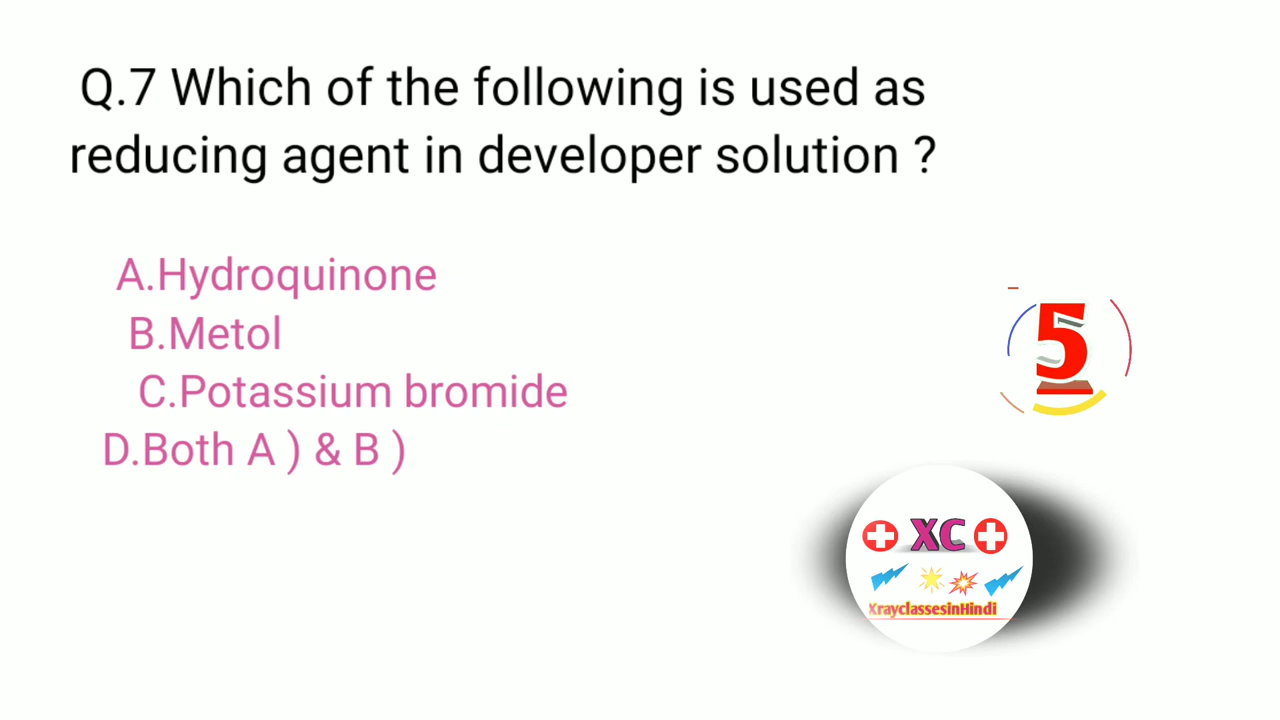 Q.7 Which of the following is used as
reducing agent in developer solution ?
A.Hydroquinone
B.Metol
C.Potassium bromide
D.Both A ) & B )
5
XC
XrayclassesinHindi